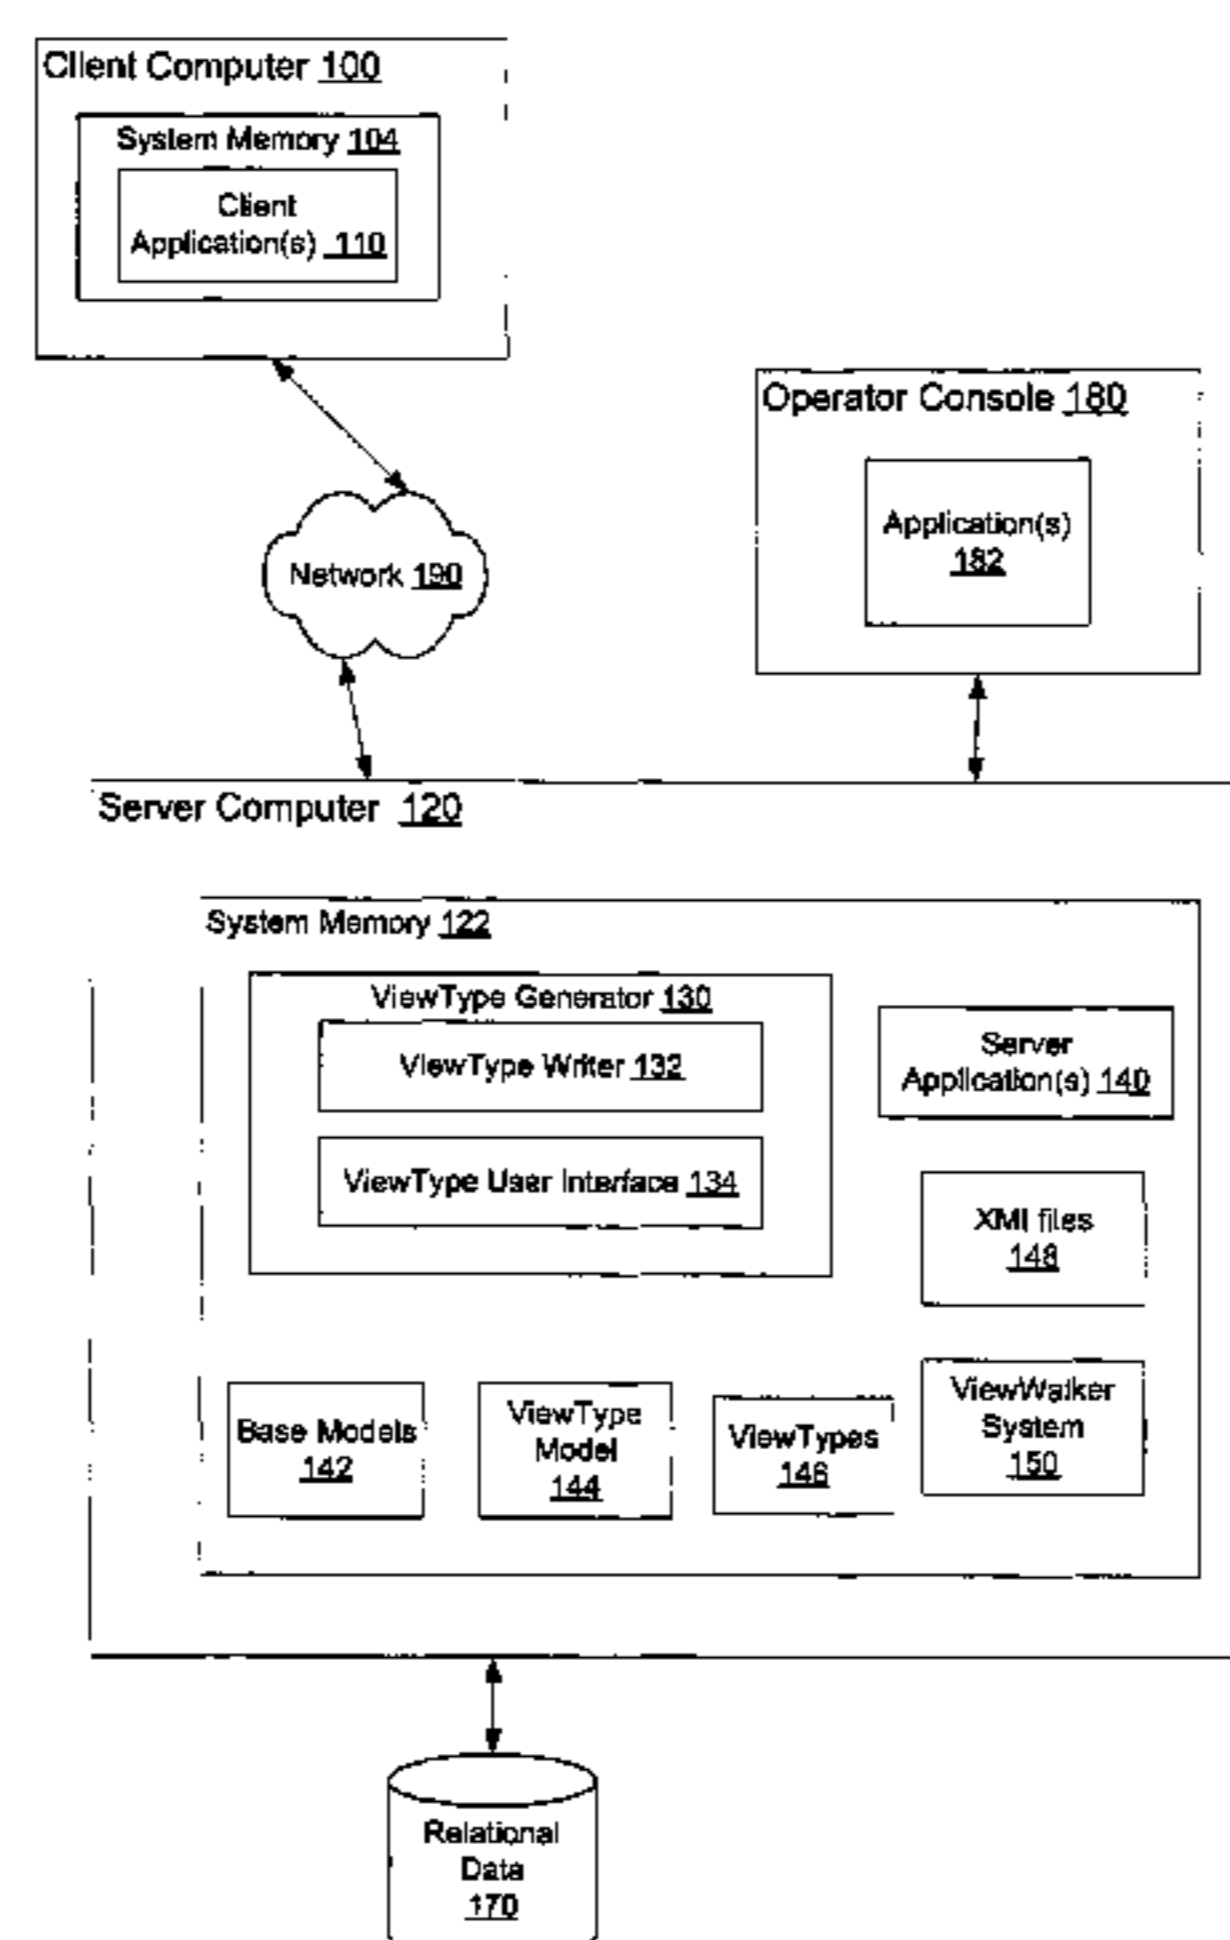 Client Computer 100
System Memory 104
Client
Application(s) 110
Operator Console 180
Application(s)
182
Network 190
Server Computer 120
System Memory 122
ViewType Generator 130
ViewType Writer 132
ViewType User Interface 134
Server
Application(s) 140
XMI files
148
Base Models
142
ViewType
Model
144
ViewTypes
146
ViewWalker
System
150
Relational
Data
170